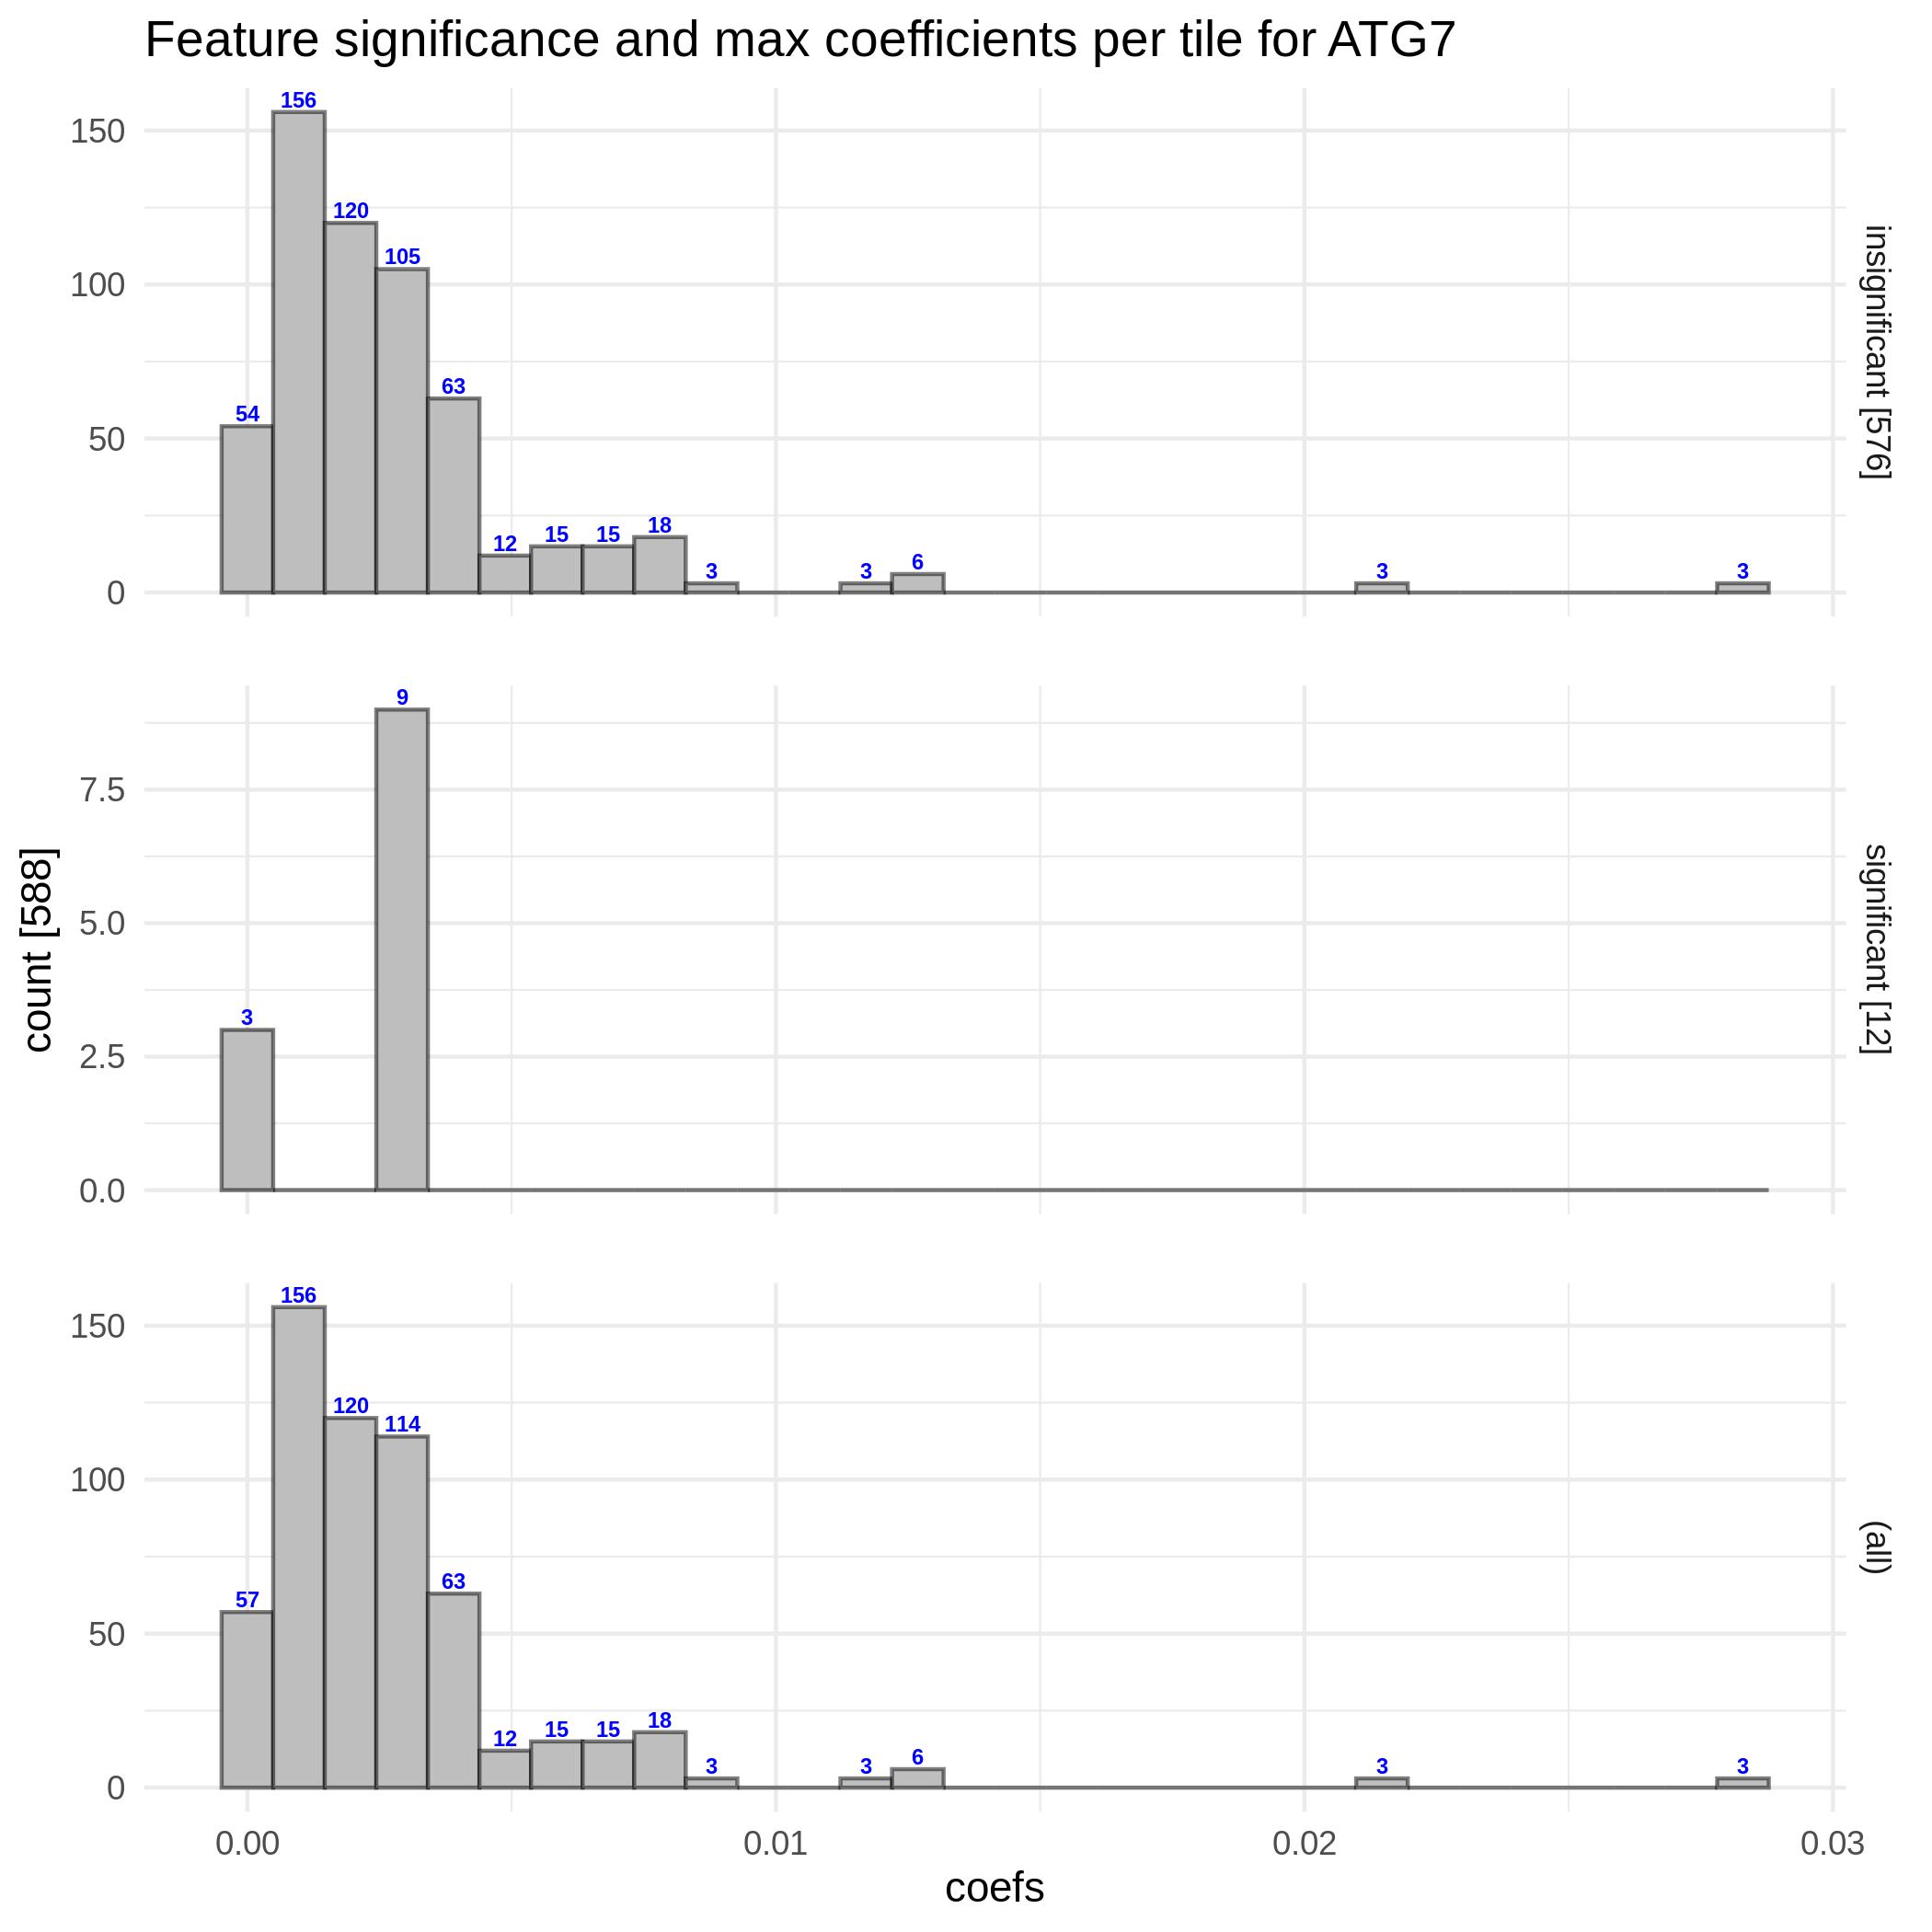 Feature significance and max coefficients per tile for ATG7
156
150
120
105
100
insignificant [576]
63
54
50
12 15 15 18
3 3 6 3 3
0
9
7.5
count [588]
5.0
significant [12]
3
2.5
0.0
156
150
120 114
100
(all)
63
57
50
12 15 15 18
3 3 6 3 3
0
0.00 0.01 0.02 0.03
coefs